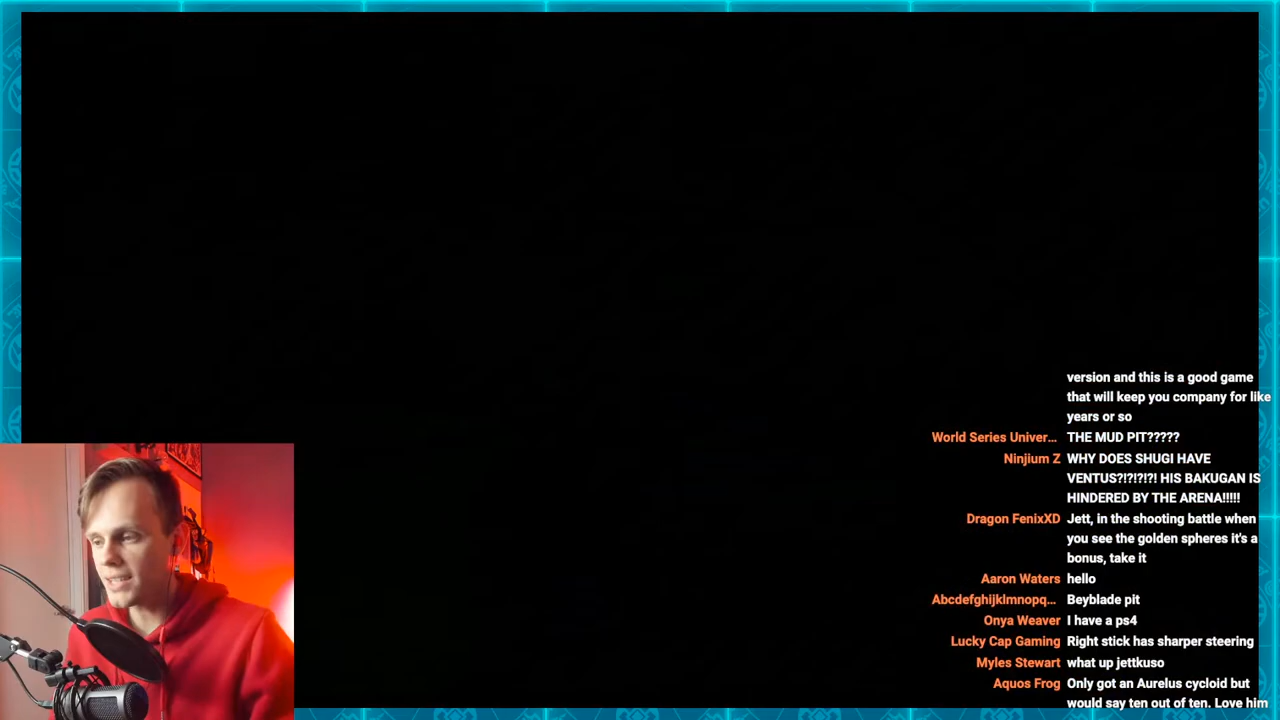 version and this is a good game
that will keep you company for like
years or so
World Series Univer... THE MUD PIT?????
Ninjium Z WHY DOES SHUGI HAVE
VENTUS?!?!?!?! HIS BAKUGAN IS
HINDERED BY THE ARENA!!!!!
Dragon FenixXD Jett, in the shooting battle when
you see the golden spheres it's a
bonus, take it
Aaron Waters hello
Abcdefghijklmnopq... Beyblade pit
Onya Weaver I have a ps4
Lucky Cap Gaming Right stick has sharper steering
Myles Stewart what up jettkuso
Aquos Frog Only got an Aurelus cycloid but
would say ten out of ten. Love him